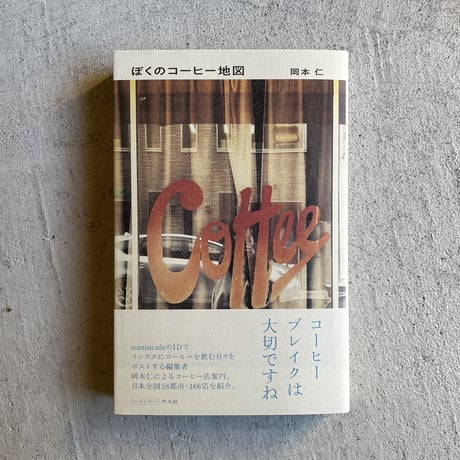 ぼくのコーヒー地図
岡本 仁
Coffee
コーヒー
ブレイクは
大切ですね
manincafeのIDで
インスタにコーヒーを飲む日々を
ポストする編集者
岡本仁によるコーヒー店案内。
日本全国58都市・166店を紹介。
平凡社